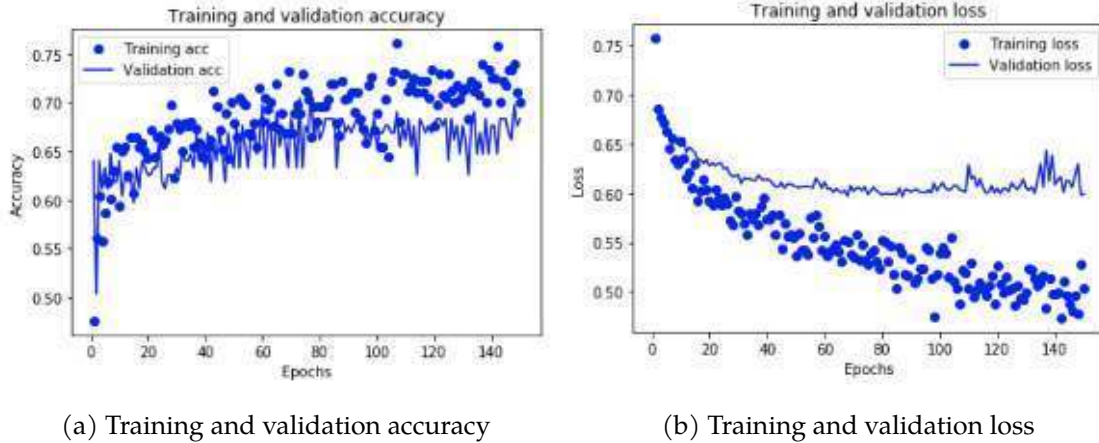 Training and validation accuracy
Training acc
Validation acc
0.75
0.70
0.65
0.60
0.55
0.50
Accuracy
0 20 40 60 80 100 120 140
Epochs
(a) Training and validation accuracy
Training and validation loss
Training loss
Validation loss
0.75
0.70
0.65
0.60
0.55
0.50
Loss
0 20 40 60 80 100 120 140
Epochs
(b) Training and validation loss